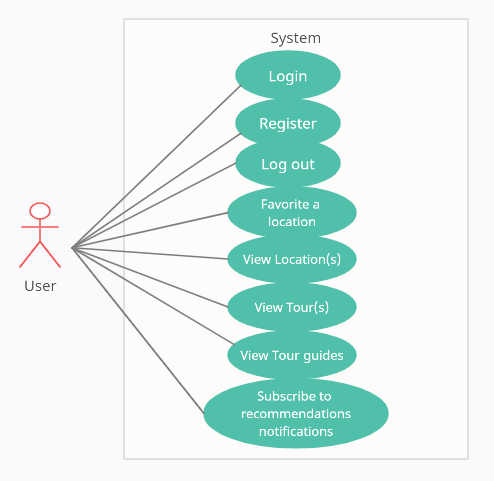 System
Login
Register
Log out
Favorite a
location
View Location(s)
View Tour(s)
View Tour guides
Subscribe to
recommendations
notifications
User